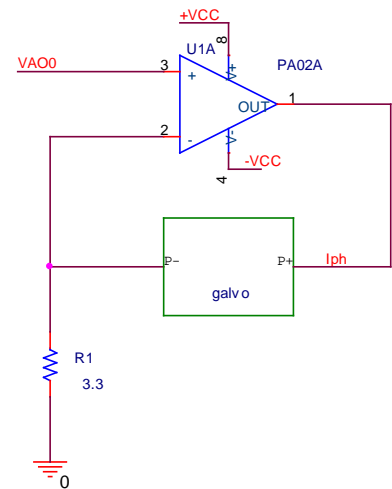 +VCC
U1A
8
PA02A
VAO0
3
+
V+
OUT
1
2
-
V-
-VCC
4
P-
P+
Iph
galvo
R1
3.3
0